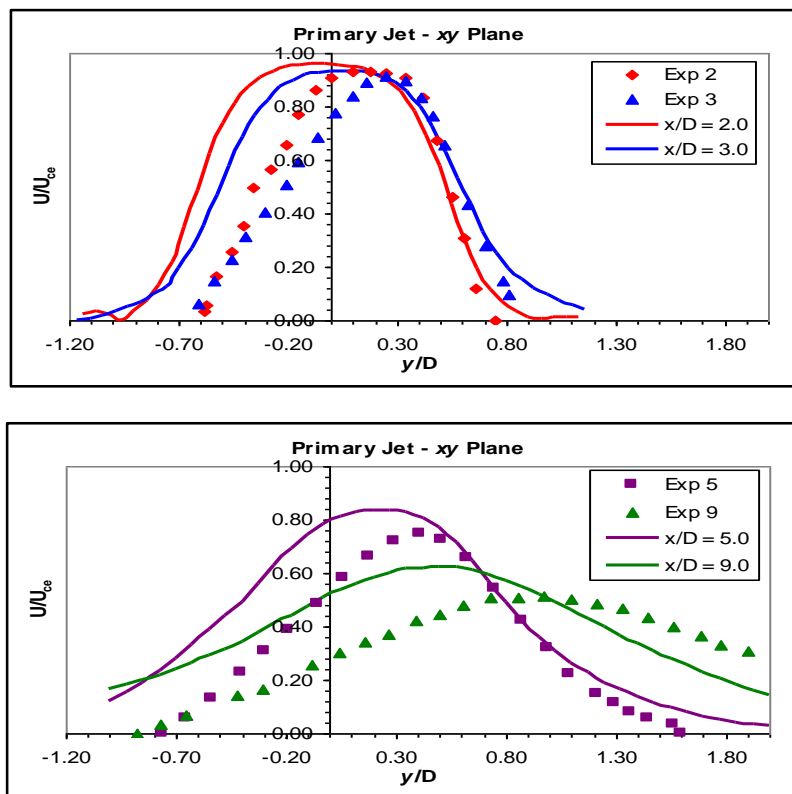 Primary Jet - xy Plane
1.00
0.80
0.60
0.40
0.20
0.00
U/Uce
-1.20
-0.70
-0.20
0.30
0.80
1.30
1.80
y/D
Exp 2
Exp 3
x/D = 2.0
x/D = 3.0
Primary Jet - xy Plane
1.00
0.80
0.60
0.40
0.20
0.00
U/Uce
-1.20
-0.70
-0.20
0.30
0.80
1.30
1.80
y/D
Exp 5
Exp 9
x/D = 5.0
x/D = 9.0